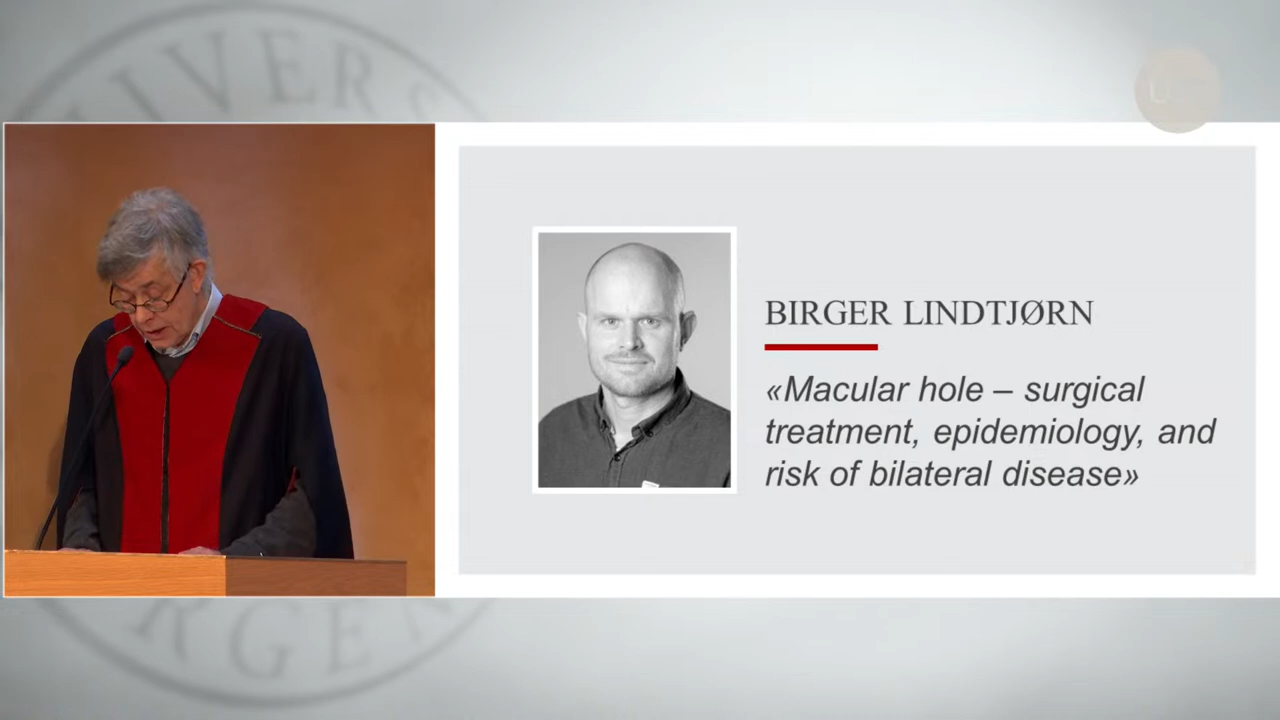 BIRGER LINDTJØRN
«Macular hole – surgical
treatment, epidemiology, and
risk of bilateral disease»